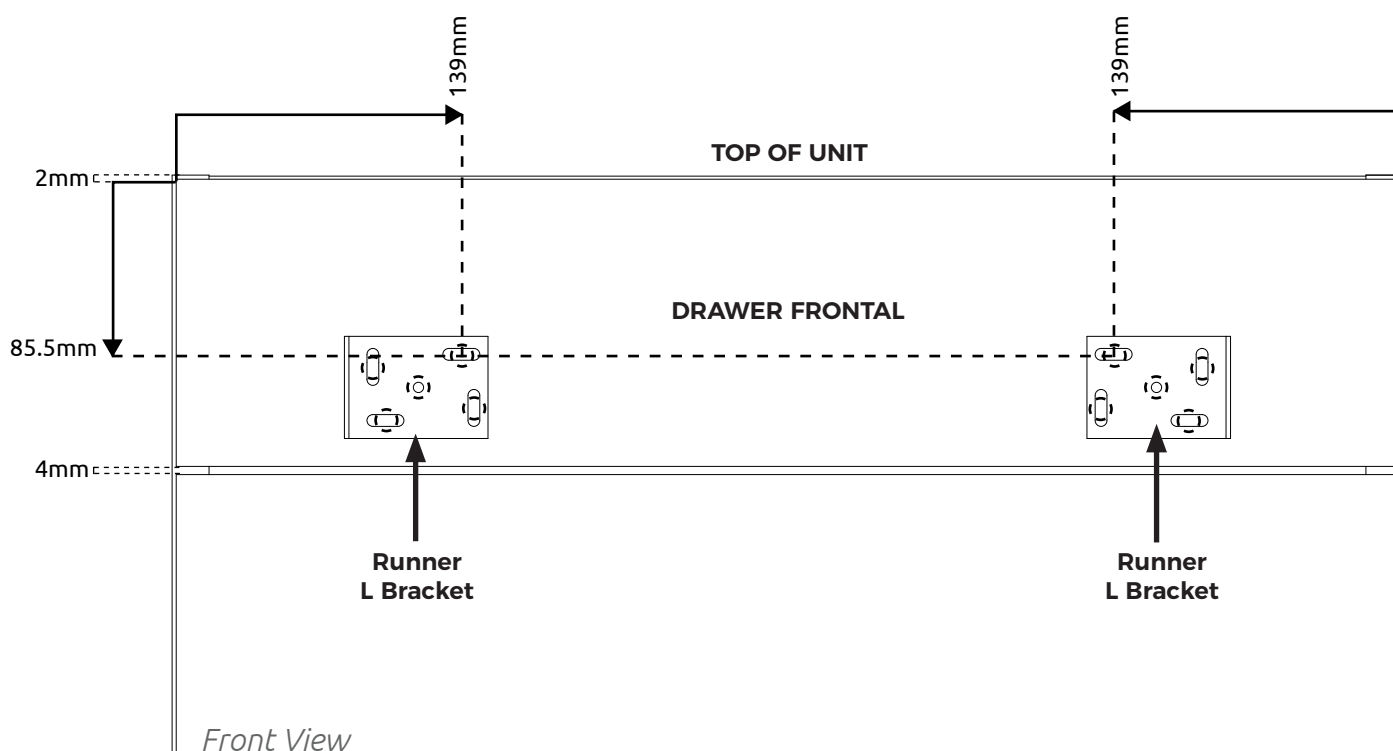 139mm
139mm
TOP OF UNIT
2mm
DRAWER FRONTAL
85.5mm
4mm
Runner
L Bracket
Runner
L Bracket
Front View